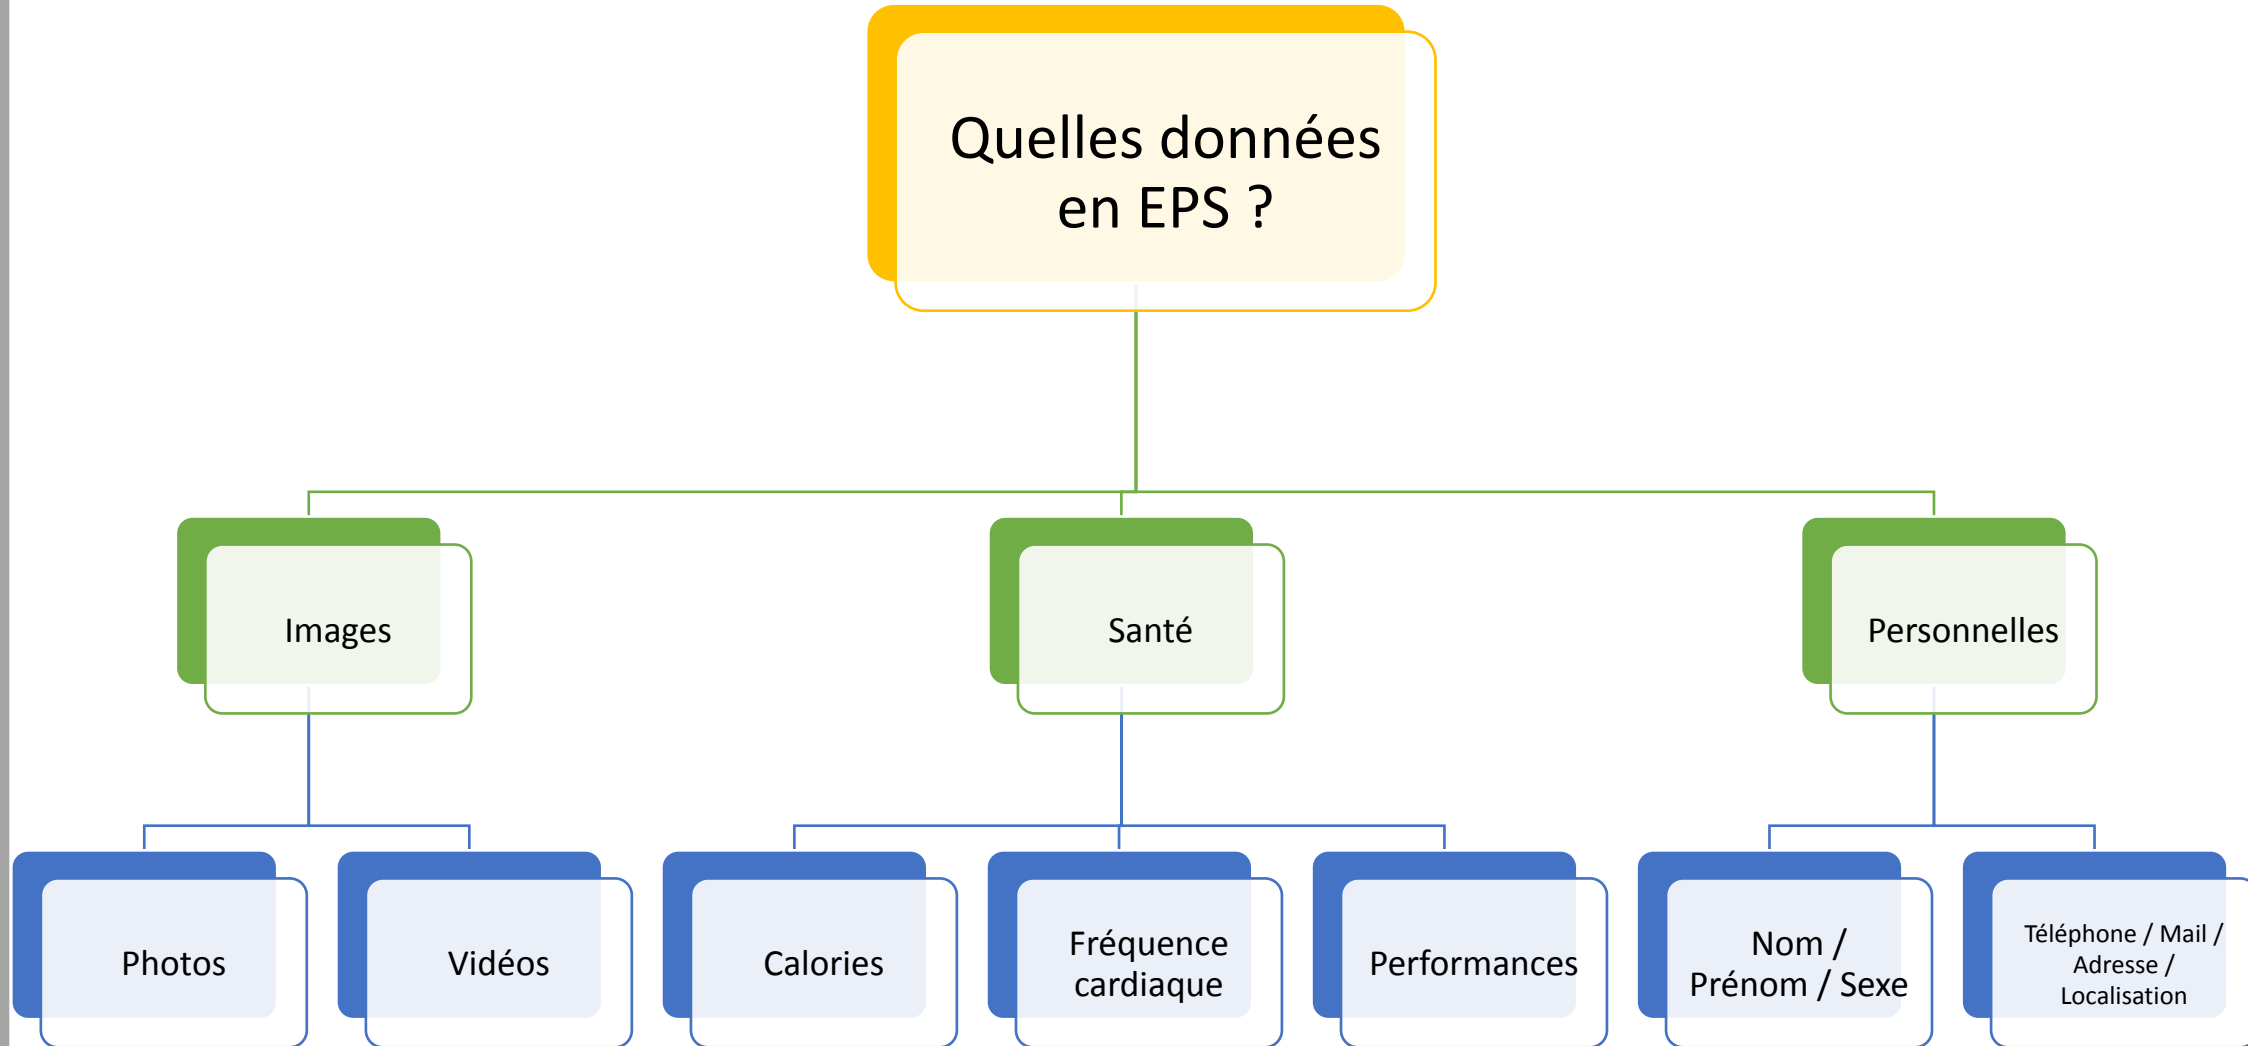 Quelles données
en EPS ?
Images
Santé
Personnelles
Photos
Vidéos
Calories
Fréquence
cardiaque
Performances
Nom /
Prénom / Sexe
Téléphone / Mail /
Adresse /
Localisation